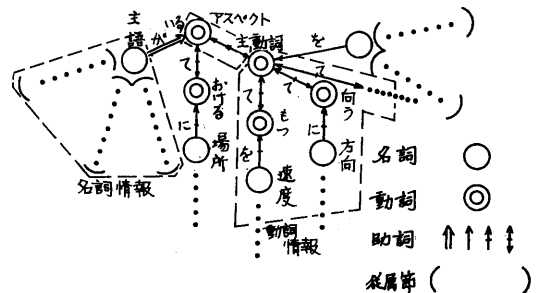 主語
が
いる
アスペクト
主動詞
を
て
おける
に
場所
て
もつ
を
速度
て
て
向う
に
方向
名詞情報
動詞
情報
名詞
動詞
助詞
従属節